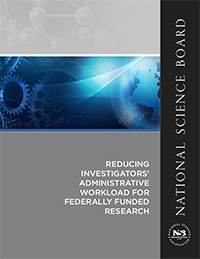 NATIONAL SCIENCE BOARD
REDUCING
INVESTIGATORS'
ADMINISTRATIVE
WORKLOAD FOR
FEDERALLY FUNDED
RESEARCH